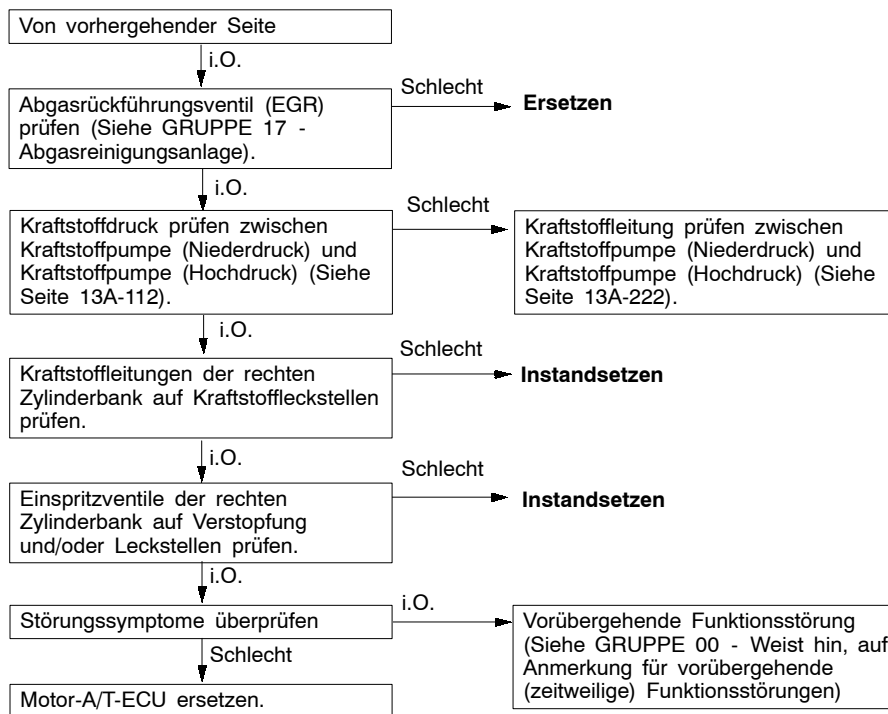 Von vorhergehender Seite
i.O.
Abgasrückführungsventil (EGR)
prüfen (Siehe GRUPPE 17 -
Abgasreinigungsanlage).
Schlecht
Ersetzen
i.O.
Kraftstoffdruck prüfen zwischen
Kraftstoffpumpe (Niederdruck) und
Kraftstoffpumpe (Hochdruck) (Siehe
Seite 13A-112).
Schlecht
Kraftstoffleitung prüfen zwischen
Kraftstoffpumpe (Niederdruck) und
Kraftstoffpumpe (Hochdruck) (Siehe
Seite 13A-222).
i.O.
Kraftstoffleitungen der rechten
Zylinderbank auf Kraftstoffleckstellen
prüfen.
Schlecht
Instandsetzen
i.O.
Einspritzventile der rechten
Zylinderbank auf Verstopfung
und/oder Leckstellen prüfen.
Schlecht
Instandsetzen
i.O.
Störungssymptome überprüfen
i.O.
Vorübergehende Funktionsstörung
(Siehe GRUPPE 00 - Weist hin, auf
Anmerkung für vorübergehende
(zeitweilige) Funktionsstörungen)
Schlecht
Motor-A/T-ECU ersetzen.